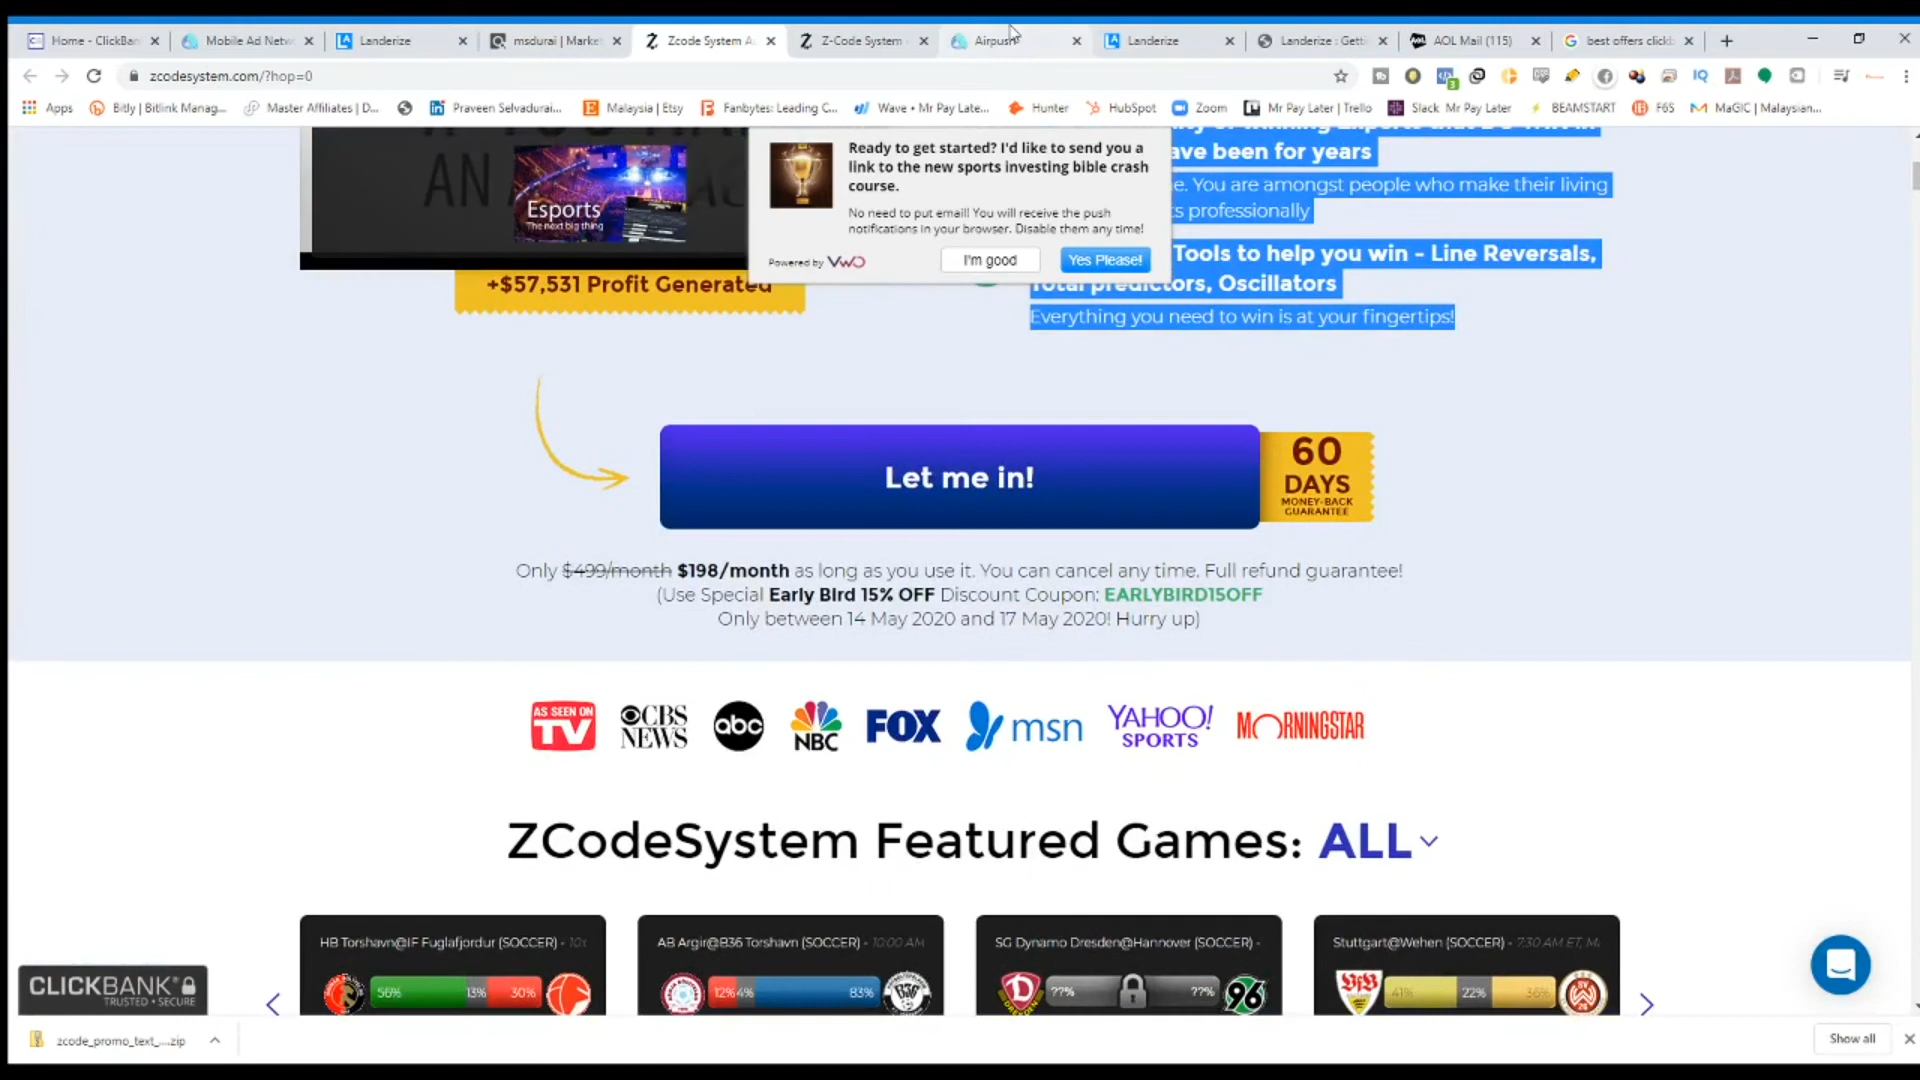 Home - ClickBan
Mobile Ad Netw
Landerize
msdurai | Market
Zcode System A
Z-Code System
Airpush
Landerize
Landerize : Getti
AOL Mail (115)
best offers click
zcodesystem.com/?hop=0
Apps
Bitly | Bitlink Manag...
Master Affiliates | D...
Praveen Selvadurai...
Malaysia | Etsy
Fanbytes: Leading C...
Wave • Mr Pay Late...
Hunter
HubSpot
Zoom
Mr Pay Later | Trello
Slack Mr Pay Later
BEAMSTART
F6S
MaGIC | Malaysian...
Esports
The next big thing
+$57,531 Profit Generated
Ready to get started? I'd like to send you a
link to the new sports investing bible crash
course.
No need to put email! You will receive the push
notifications in your browser. Disable them any time!
Powered by VWO
I'm good
Yes Please!
ave been for years
e. You are amongst people who make their living
s professionally
Tools to help you win - Line Reversals,
Total predictors, Oscillators
Everything you need to win is at your fingertips!
Let me in!
60
DAYS
MONEY-BACK
GUARANTEE
Only $499/month $198/month as long as you use it. You can cancel any time. Full refund guarantee!
(Use Special Early Bird 15% OFF Discount Coupon: EARLYBIRD15OFF
Only between 14 May 2020 and 17 May 2020! Hurry up)
AS SEEN ON
TV
CBS
NEWS
abc
NBC
FOX
msn
YAHOO!
SPORTS
MORNINGSTAR
ZCodeSystem Featured Games: ALL
HB Torshavn@IF Fuglafjordur (SOCCER) -
56% 13% 30%
AB Argir@B36 Torshavn (SOCCER) - 10:00 AM
12% 4% 83%
SG Dynamo Dresden@Hannover (SOCCER) -
??% ??%
96
Stuttgart@Wehen (SOCCER) - 7:30 AM ET, M
41% 22% 36%
CLICKBANK
TRUSTED • SECURE
zcode_promo_text_....zip
Show all